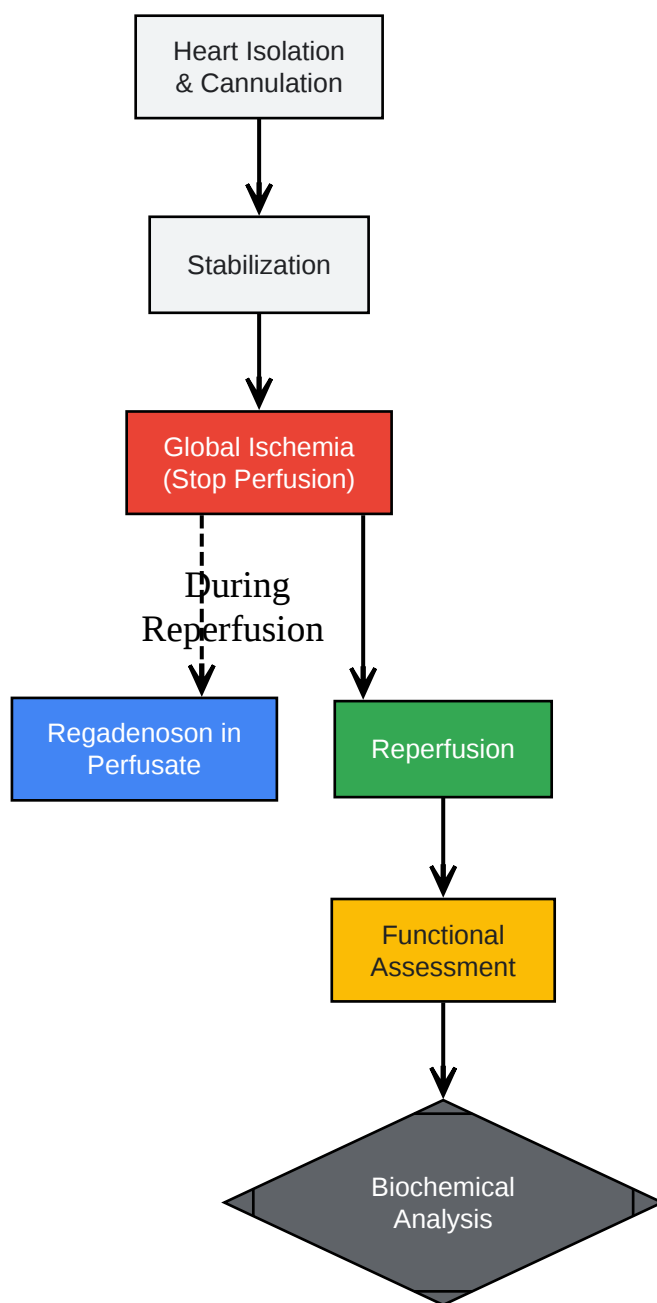 Heart Isolation
& Cannulation
Stabilization
Global Ischemia
(Stop Perfusion)
During
Reperfusion
Regadenoson in
Perfusate
Reperfusion
Functional
Assessment
Biochemical
Analysis